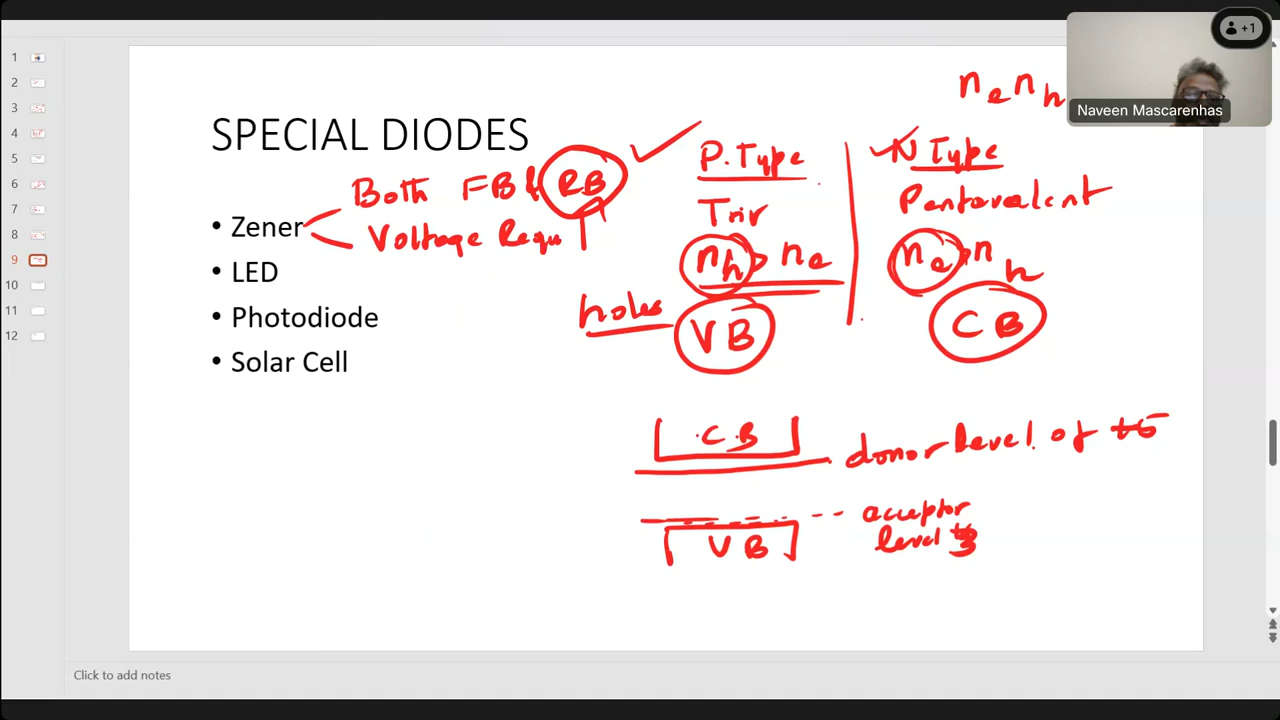 1
2
3
4
5
6
7
8
9
10
11
12
+1
Naveen Mascarenhas
nₑ nₕ
SPECIAL DIODES
Both FB & RB
• Zener
Voltage Regu
• LED
• Photodiode
• Solar Cell
P. Type
Triv
nₕ > nₑ
holes
VB
N Type
Pentavalent
nₑ > nₕ
CB
C.B
donor level of +5
VB
acceptor
level +3
Click to add notes